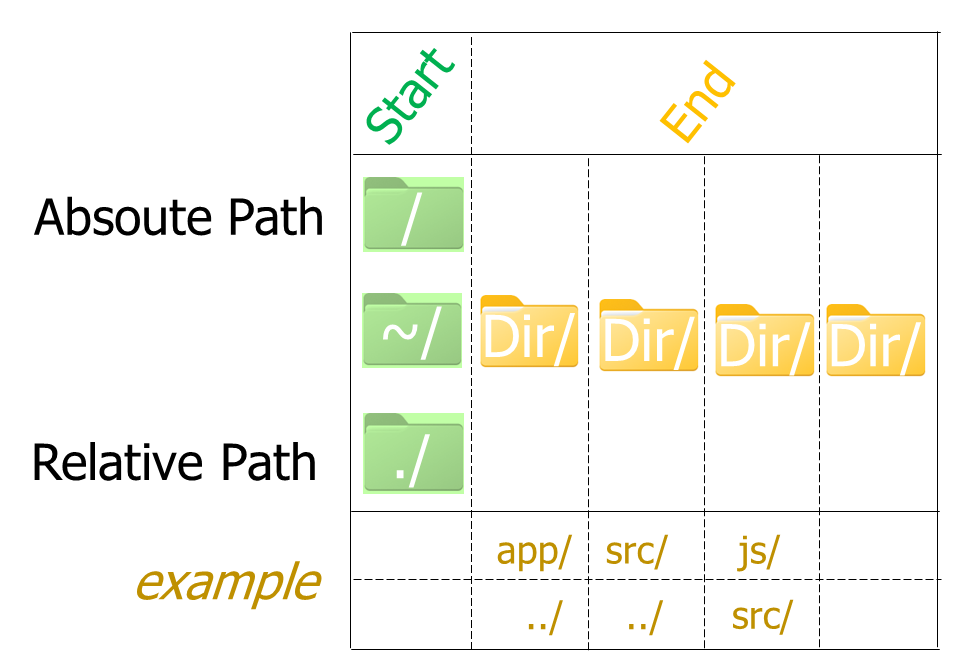 Start End
Absoute Path /
~/ Dir/ Dir/ Dir/ Dir/
Relative Path ./
app/ src/ js/
example
../ ../ src/